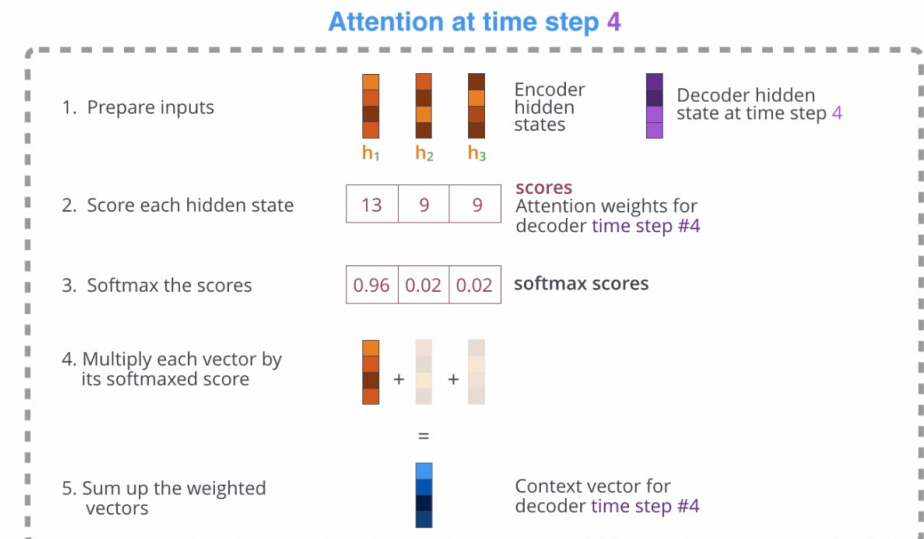 Attention at time step 4
1. Prepare inputs
Encoder
hidden
states
Decoder hidden
state at time step 4
h1 h2 h3
2. Score each hidden state
13 9 9
scores
Attention weights for
decoder time step #4
3. Softmax the scores
0.96 0.02 0.02
softmax scores
4. Multiply each vector by
its softmaxed score
+ +
=
5. Sum up the weighted
vectors
Context vector for
decoder time step #4